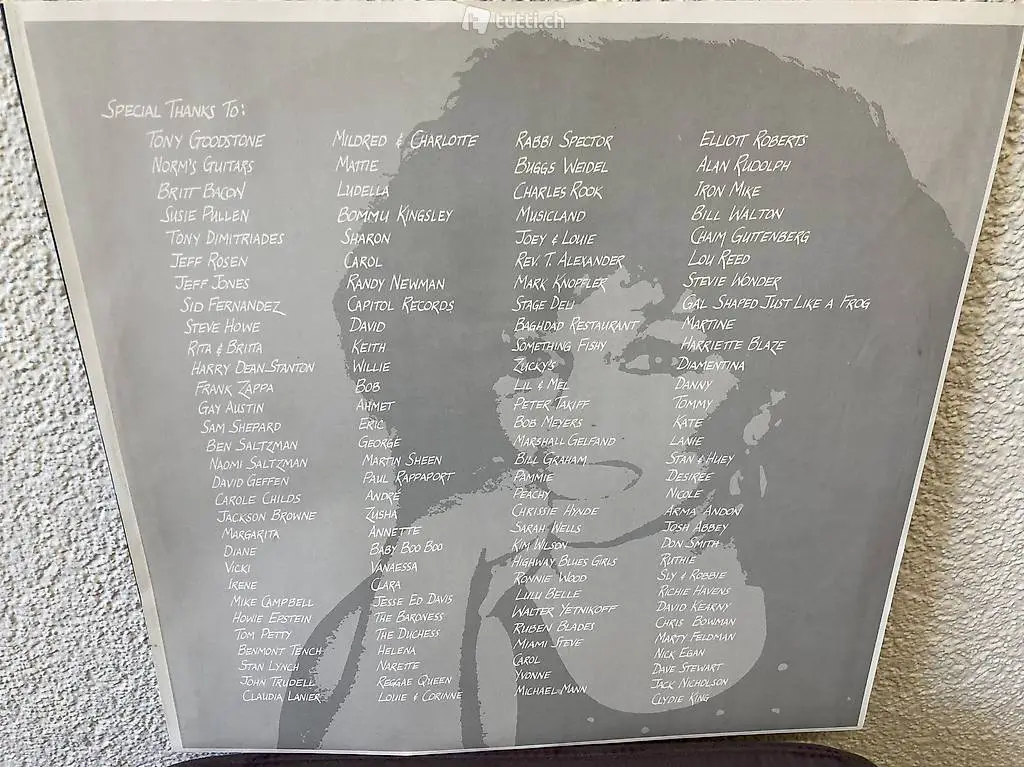 tutti.ch
SPECIAL THANKS TO:
TONY GOODSTONE
NORM'S GUITARS
BRITT BACON
SUSIE PULLEN
TONY DIMITRIADES
JEFF ROSEN
JEFF JONES
SID FERNANDEZ
STEVE HOWE
RITA & BRITTA
HARRY DEAN STANTON
FRANK ZAPPA
GAY AUSTIN
SAM SHEPARD
BEN SALTZMAN
NAOMI SALTZMAN
DAVID GEFFEN
CAROLE CHILDS
JACKSON BROWNE
MARGARITA
DIANE
VICKI
IRENE
MIKE CAMPBELL
HOWIE EPSTEIN
TOM PETTY
BENMONT TENCH
STAN LYNCH
JOHN TRUDELL
CLAUDIA LANIER
MILDRED & CHARLOTTE
MATTIE
LUDELLA
BOMMU KINGSLEY
SHARON
CAROL
RANDY NEWMAN
CAPITOL RECORDS
DAVID
KEITH
WILLIE
BOB
AHMET
ERIC
GEORGE
MARTIN SHEEN
PAUL RAPPAPORT
ANDRÉ
ZUSHA
ANNETTE
BABY BOO BOO
VANAESSA
CLARA
JESSE ED DAVIS
THE BARONESS
THE DUCHESS
HELENA
NARETTE
REGGAE QUEEN
LOUIE & CORINNE
RABBI SPECTOR
BUGGS WEIDEL
CHARLES ROOK
MUSICLAND
JOEY & LOUIE
REV. T. ALEXANDER
MARK KNOPFLER
STAGE DELI
BAGHDAD RESTAURANT
SOMETHING FISHY
ZUCKY'S
LIL & MEL
PETER TAKIFF
BOB MEYERS
MARSHALL GELFAND
BILL GRAHAM
PAMMIE
PEACHY
CHRISSIE HYNDE
SARAH WELLS
KIM WILSON
HIGHWAY BLUES GIRLS
RONNIE WOOD
LULU BELLE
WALTER YETNIKOFF
RUBEN BLADES
MIAMI STEVE
CAROL
YVONNE
MICHAEL MANN
ELLIOTT ROBERTS
ALAN RUDOLPH
IRON MIKE
BILL WALTON
CHAIM GUTTENBERG
LOU REED
STEVIE WONDER
GAL SHAPED JUST LIKE A FROG
MARTINE
HARRIETTE BLAZE
DIAMENTINA
DANNY
TOMMY
KATE
LANIE
STAN & HUEY
DESIREÉ
NICOLE
ARMA ANDON
JOSH ABBEY
DON SMITH
RUTHIE
SLY & ROBBIE
RICHIE HAVENS
DAVID KEARNY
CHRIS BOWMAN
MARTY FELDMAN
NICK EGAN
DAVE STEWART
JACK NICHOLSON
CLYDIE KING